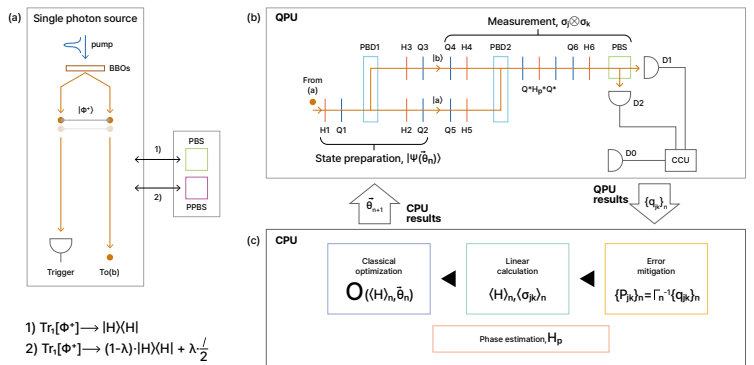 (a)
Single photon source
pump
BBOs
|Φ⁺⟩
1)
PBS
2)
PPBS
Trigger
To(b)
1) Tr₁[Φ⁺]⟶|H⟩⟨H|
2) Tr₁[Φ⁺]⟶(1-λ)·|H⟩⟨H| + λ·I/2
(b)
QPU
Measurement, σⱼ⊗σₖ
PBD1
H3
Q3
Q4
H4
PBD2
Q6
H6
PBS
D1
|b⟩
From
(a)
Q*HₚQ*
D2
|a⟩
H1
Q1
H2
Q2
Q5
H5
D0
CCU
State preparation, |Ψ(θ⃗ₙ)⟩
θ⃗ₙ₊₁
CPU
results
QPU
results
{qⱼₖ}ₙ
(c)
CPU
Classical
optimization
O(⟨H⟩ₙ,θ⃗ₙ)
Linear
calculation
⟨H⟩ₙ,⟨σⱼₖ⟩ₙ
Error
mitigation
{Pⱼₖ}ₙ=Γₙ⁻¹{qⱼₖ}ₙ
Phase estimation,Hₚ